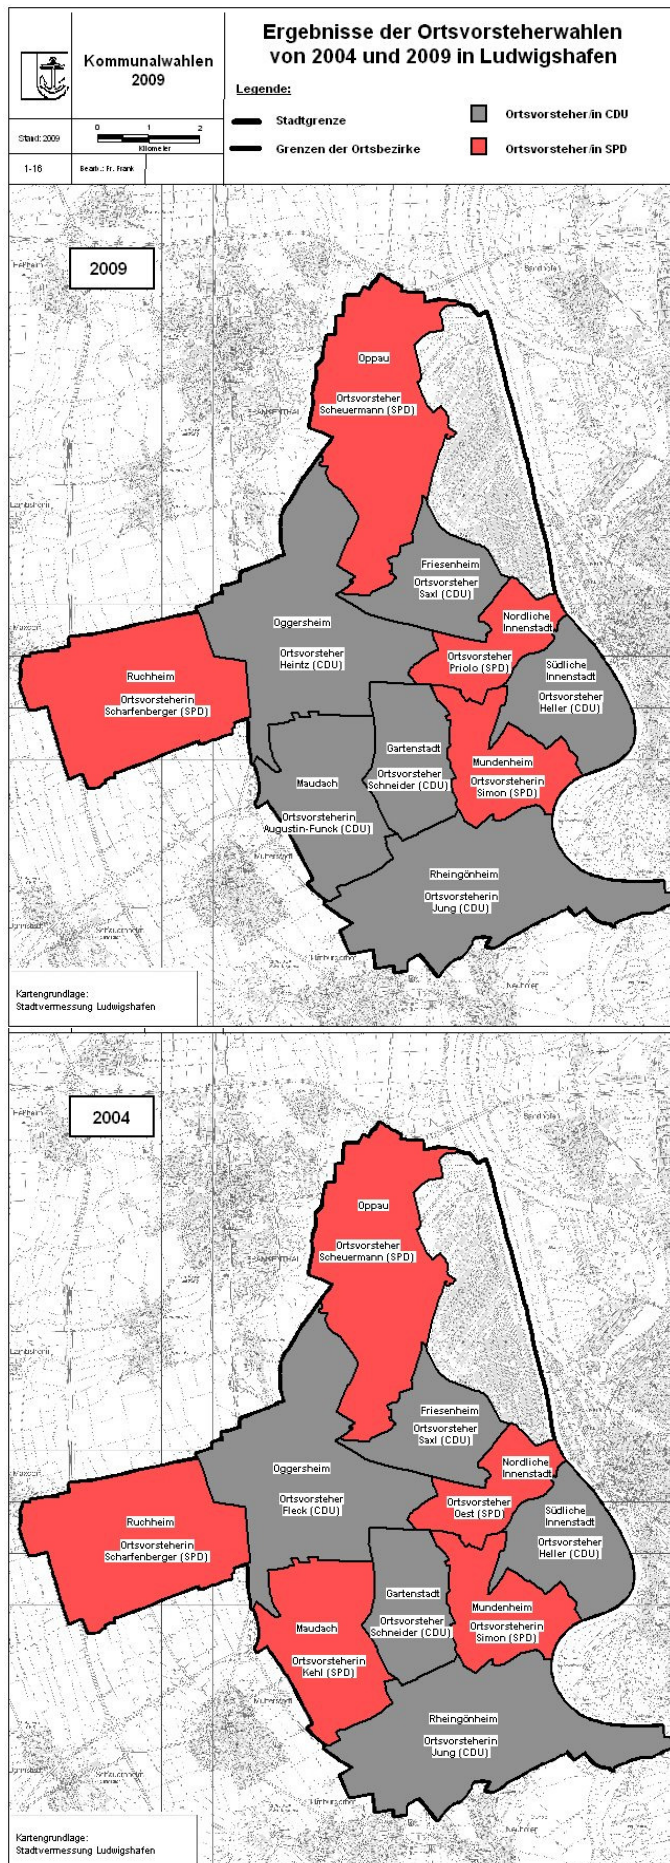 Kommunalwahlen
2009
Ergebnisse der Ortsvorsteherwahlen
von 2004 und 2009 in Ludwigshafen
Legende:
Stadtgrenze
Ortsvorsteher/in CDU
Grenzen der Ortsbezirke
Ortsvorsteher/in SPD
Stand: 2009
0 1 2
Kilometer
1-16
Bearb.: Fr. Frank
2009
Oppau
Ortsvorsteher
Scheuermann (SPD)
Friesenheim
Ortsvorsteher
Saxl (CDU)
Nördliche
Innenstadt
Ortsvorsteher
Priolo (SPD)
Oggersheim
Ortsvorsteher
Heintz (CDU)
Südliche
Innenstadt
Ortsvorsteher
Heller (CDU)
Ruchheim
Ortsvorsteherin
Scharfenberger (SPD)
Gartenstadt
Ortsvorsteher
Schneider (CDU)
Mundenheim
Ortsvorsteherin
Simon (SPD)
Maudach
Ortsvorsteherin
Augustin-Funck (CDU)
Rheingönheim
Ortsvorsteherin
Jung (CDU)
Kartengrundlage:
Stadtvermessung Ludwigshafen
2004
Oppau
Ortsvorsteher
Scheuermann (SPD)
Friesenheim
Ortsvorsteher
Saxl (CDU)
Nördliche
Innenstadt
Ortsvorsteher
Oest (SPD)
Oggersheim
Ortsvorsteher
Fleck (CDU)
Südliche
Innenstadt
Ortsvorsteher
Heller (CDU)
Ruchheim
Ortsvorsteherin
Scharfenberger (SPD)
Gartenstadt
Ortsvorsteher
Schneider (CDU)
Mundenheim
Ortsvorsteherin
Simon (SPD)
Maudach
Ortsvorsteherin
Kehl (SPD)
Rheingönheim
Ortsvorsteherin
Jung (CDU)
Kartengrundlage:
Stadtvermessung Ludwigshafen